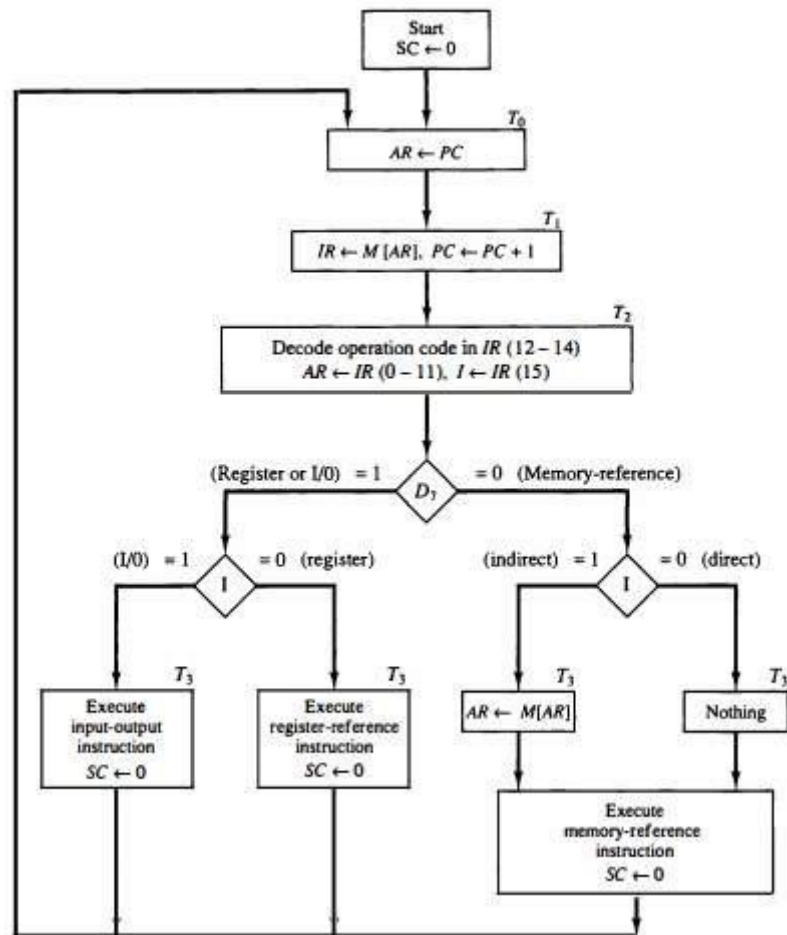 Start
SC ← 0
T₀
AR ← PC
T₁
IR ← M [AR], PC ← PC + 1
T₂
Decode operation code in IR (12 – 14)
AR ← IR (0 – 11), I ← IR (15)
(Register or I/0) = 1
= 0 (Memory-reference)
D₇
(I/0) = 1
= 0 (register)
I
(indirect) = 1
= 0 (direct)
I
T₃
Execute
input-output
instruction
SC ← 0
T₃
Execute
register-reference
instruction
SC ← 0
T₃
AR ← M[AR]
T₃
Nothing
Execute
memory-reference
instruction
SC ← 0